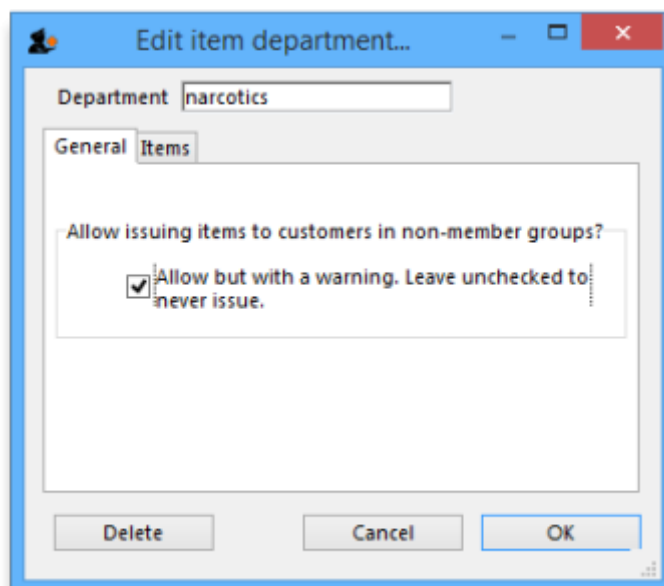 Edit item department...
Department narcotics
General Items
Allow issuing items to customers in non-member groups?
Allow but with a warning. Leave unchecked to
never issue.
Delete Cancel OK